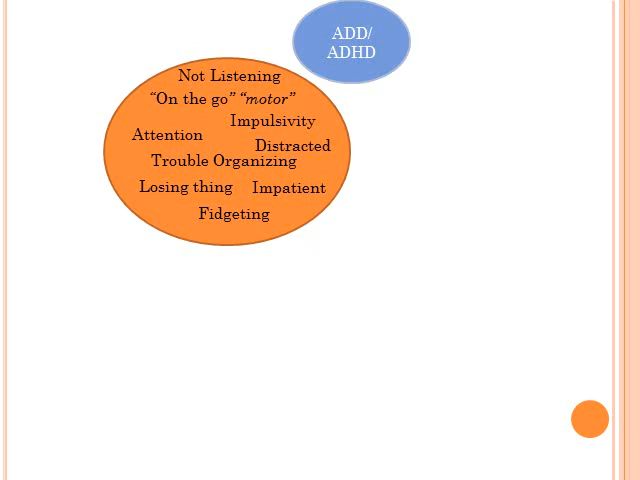 ADD/
ADHD
Not Listening
“On the go” “motor”
Impulsivity
Attention
Distracted
Trouble Organizing
Losing thing
Impatient
Fidgeting